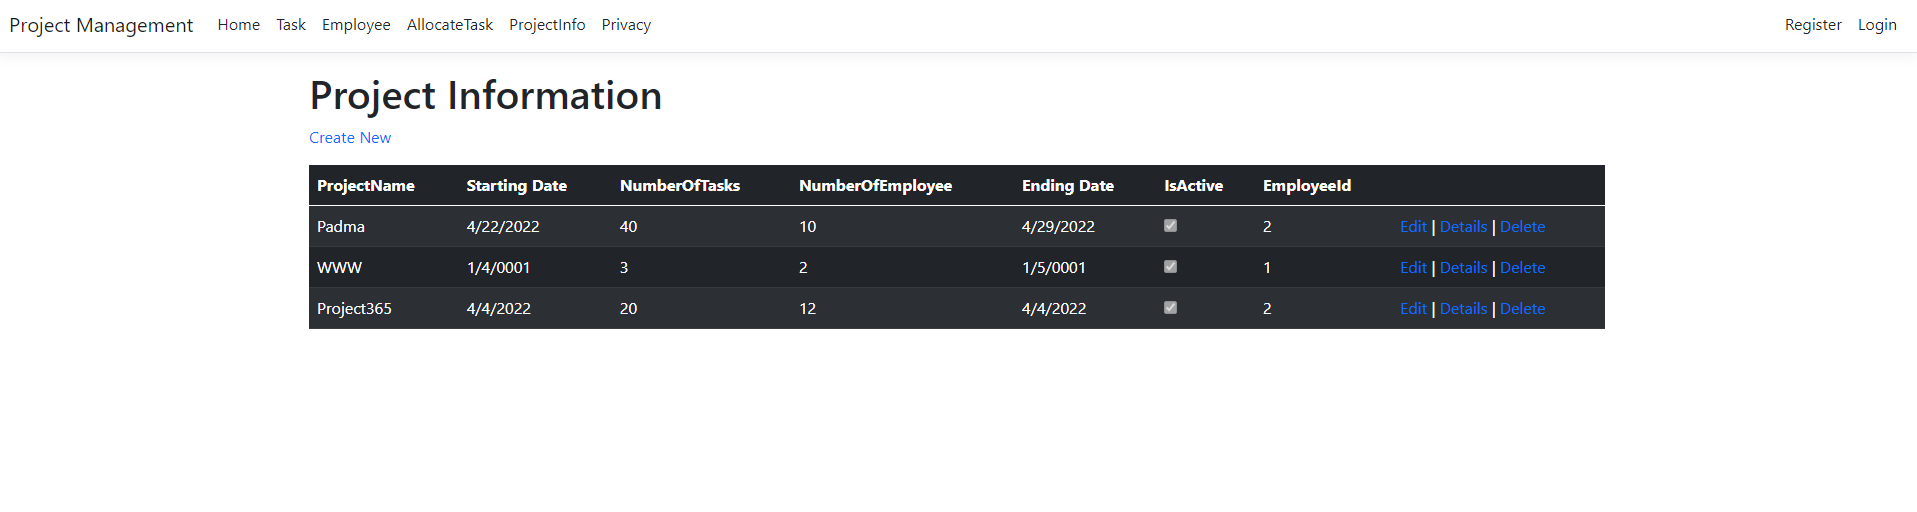 Project Management Home Task Employee AllocateTask ProjectInfo Privacy Register Login
Project Information
Create New
ProjectName Starting Date NumberOfTasks NumberOfEmployee Ending Date IsActive EmployeeId
Padma 4/22/2022 40 10 4/29/2022 2 Edit | Details | Delete
WWW 1/4/0001 3 2 1/5/0001 1 Edit | Details | Delete
Project365 4/4/2022 20 12 4/4/2022 2 Edit | Details | Delete